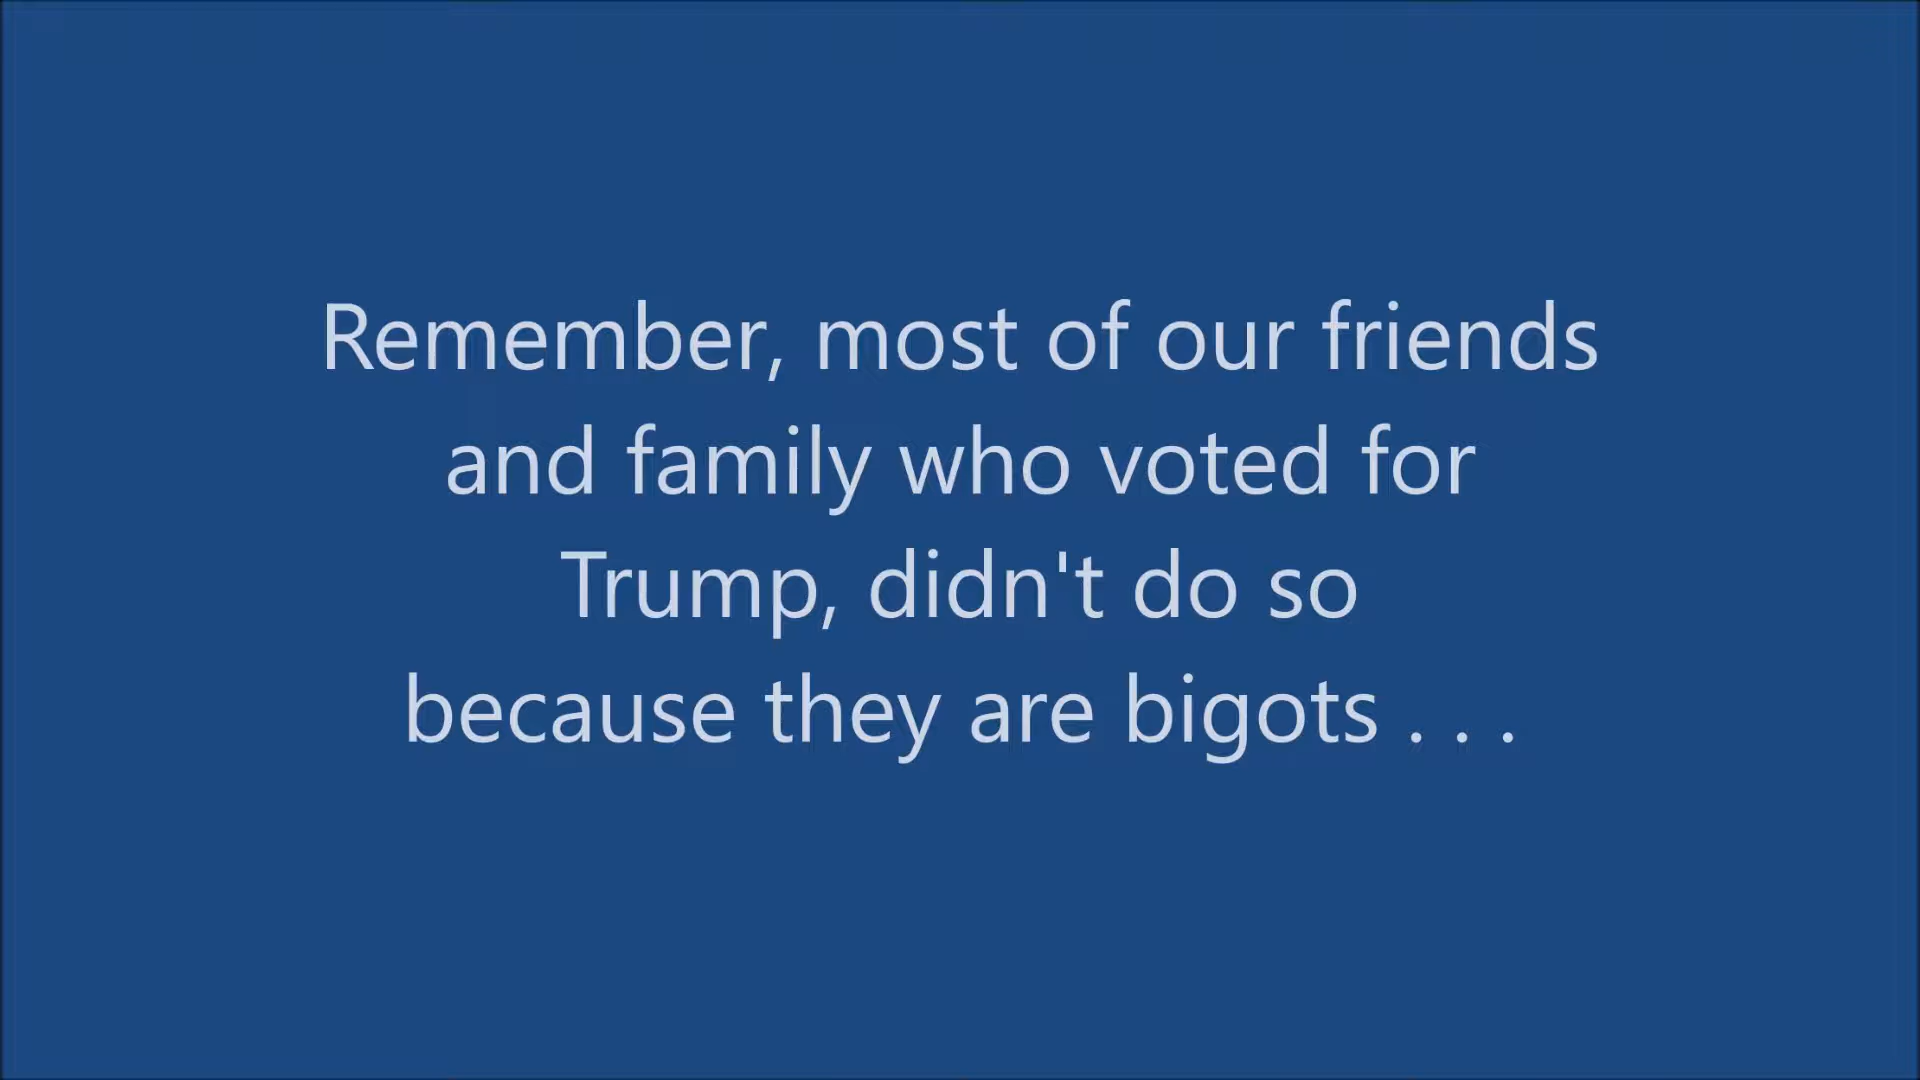 Remember, most of our friends
and family who voted for
Trump, didn't do so
because they are bigots . . .